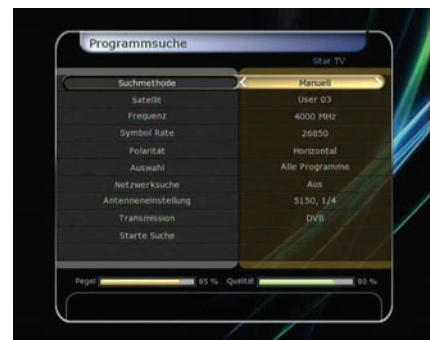 Programmsuche
Star TV
Suchmethode Manuell
Satellit User 03
Frequenz 4000 MHz
Symbol Rate 26850
Polarität Horizontal
Auswahl Alle Programme
Netzwerksuche Aus
Antenneneinstellung 5150, 1/4
Transmission DVB
Starte Suche
Pegel 85 % Qualität 80 %